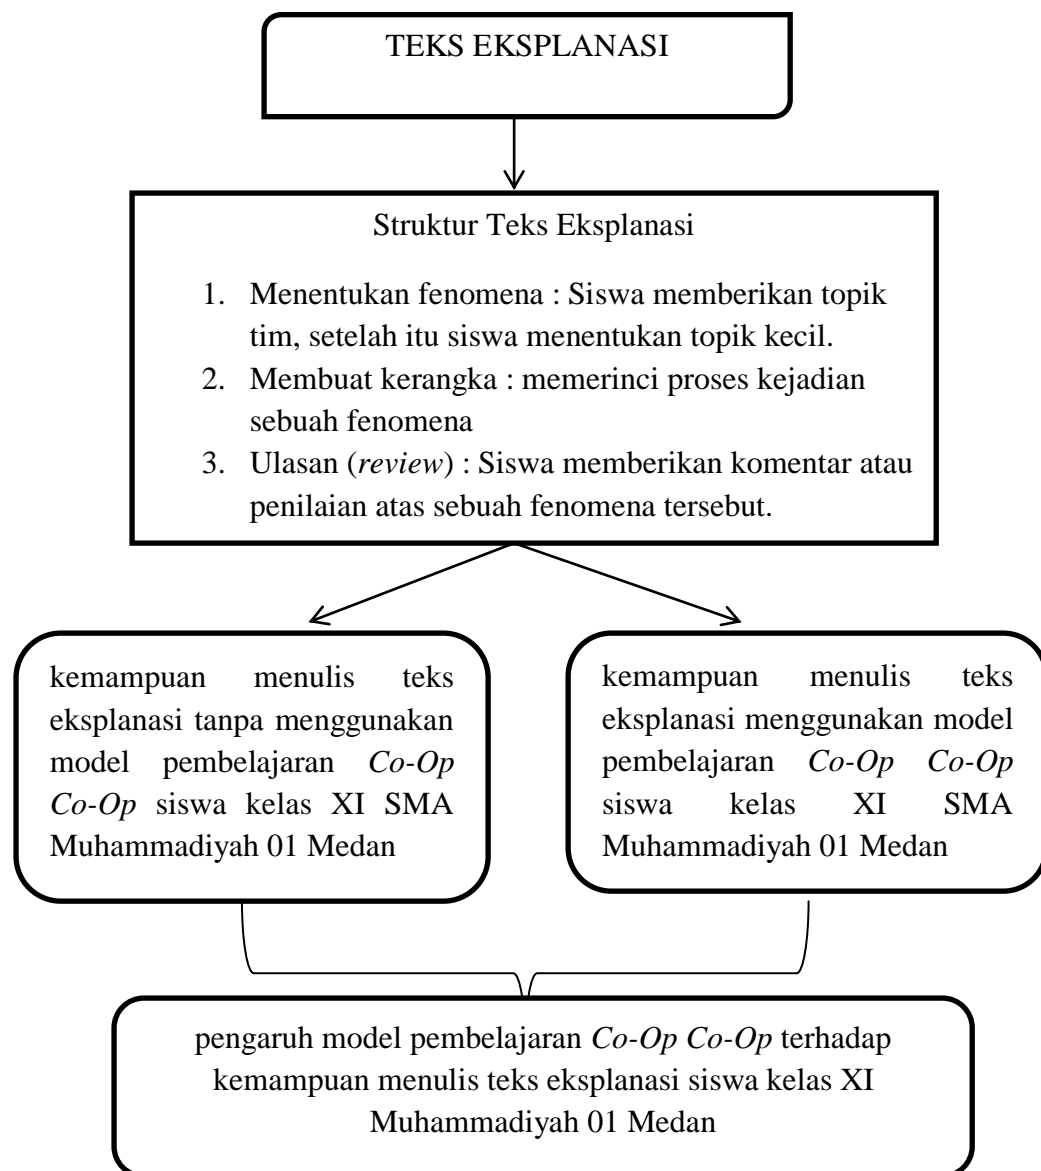 TEKS EKSPLANASI
Struktur Teks Eksplanasi
1. Menentukan fenomena : Siswa memberikan topik
tim, setelah itu siswa menentukan topik kecil.
2. Membuat kerangka : memerinci proses kejadian
sebuah fenomena
3. Ulasan (review) : Siswa memberikan komentar atau
penilaian atas sebuah fenomena tersebut.
kemampuan menulis teks
eksplanasi tanpa menggunakan
model pembelajaran Co-Op
Co-Op siswa kelas XI SMA
Muhammadiyah 01 Medan
kemampuan menulis teks
eksplanasi menggunakan model
pembelajaran Co-Op Co-Op
siswa kelas XI SMA
Muhammadiyah 01 Medan
pengaruh model pembelajaran Co-Op Co-Op terhadap
kemampuan menulis teks eksplanasi siswa kelas XI
Muhammadiyah 01 Medan